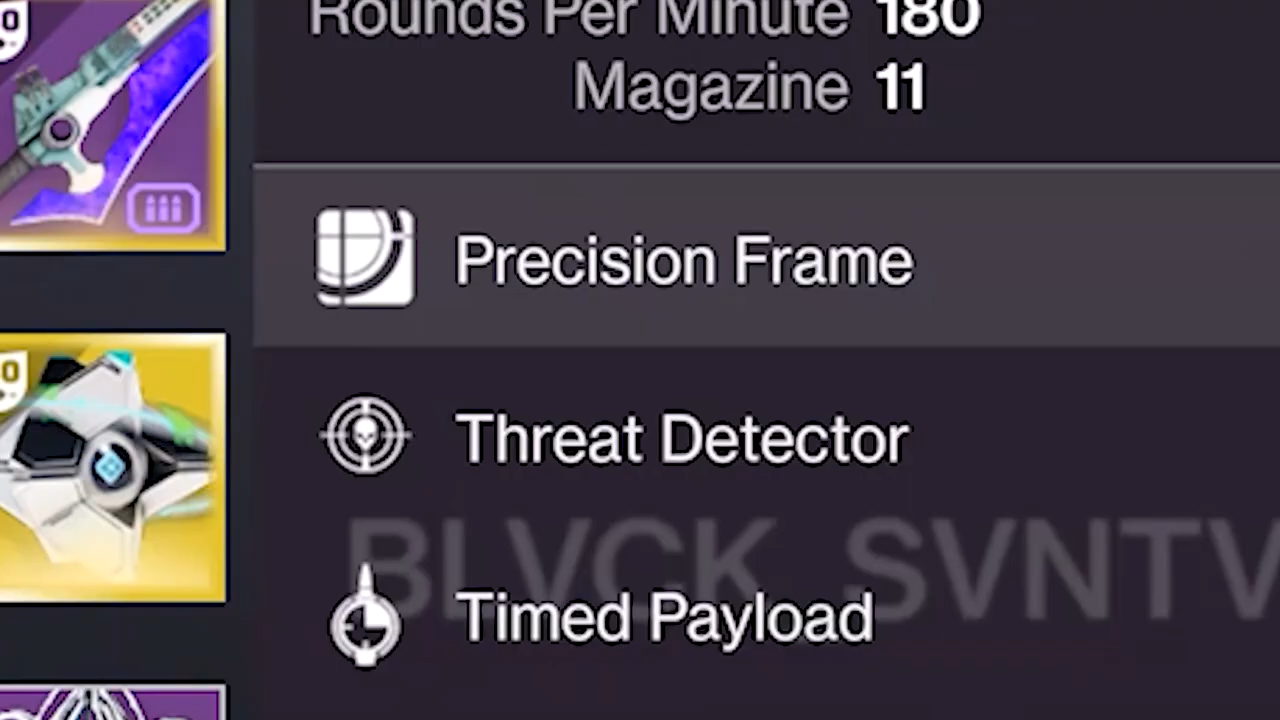 Rounds Per Minute 180
Magazine 11
Precision Frame
Threat Detector
BLVCK SVNTV
Timed Payload